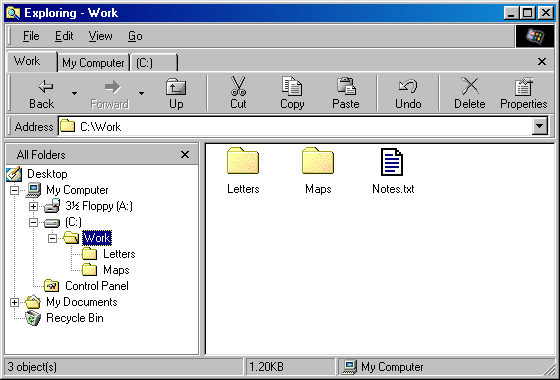 Exploring - Work
File Edit View Go
Work My Computer (C:)
Back Forward Up Cut Copy Paste Undo Delete Properties
Address C:\Work
All Folders
Desktop
My Computer
3½ Floppy (A:)
(C:)
Work
Letters
Maps
Control Panel
My Documents
Recycle Bin
Letters Maps Notes.txt
3 object(s) 1.20KB My Computer